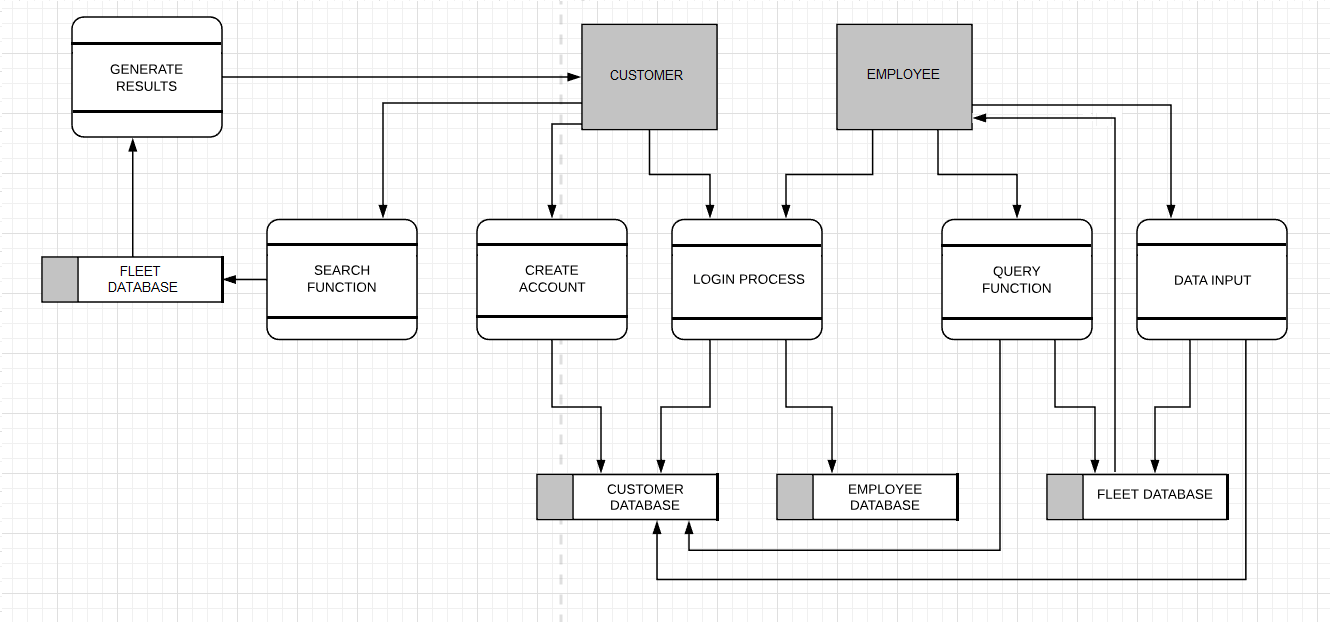 GENERATE
RESULTS
CUSTOMER
EMPLOYEE
FLEET
DATABASE
SEARCH
FUNCTION
CREATE
ACCOUNT
LOGIN PROCESS
QUERY
FUNCTION
DATA INPUT
CUSTOMER
DATABASE
EMPLOYEE
DATABASE
FLEET DATABASE